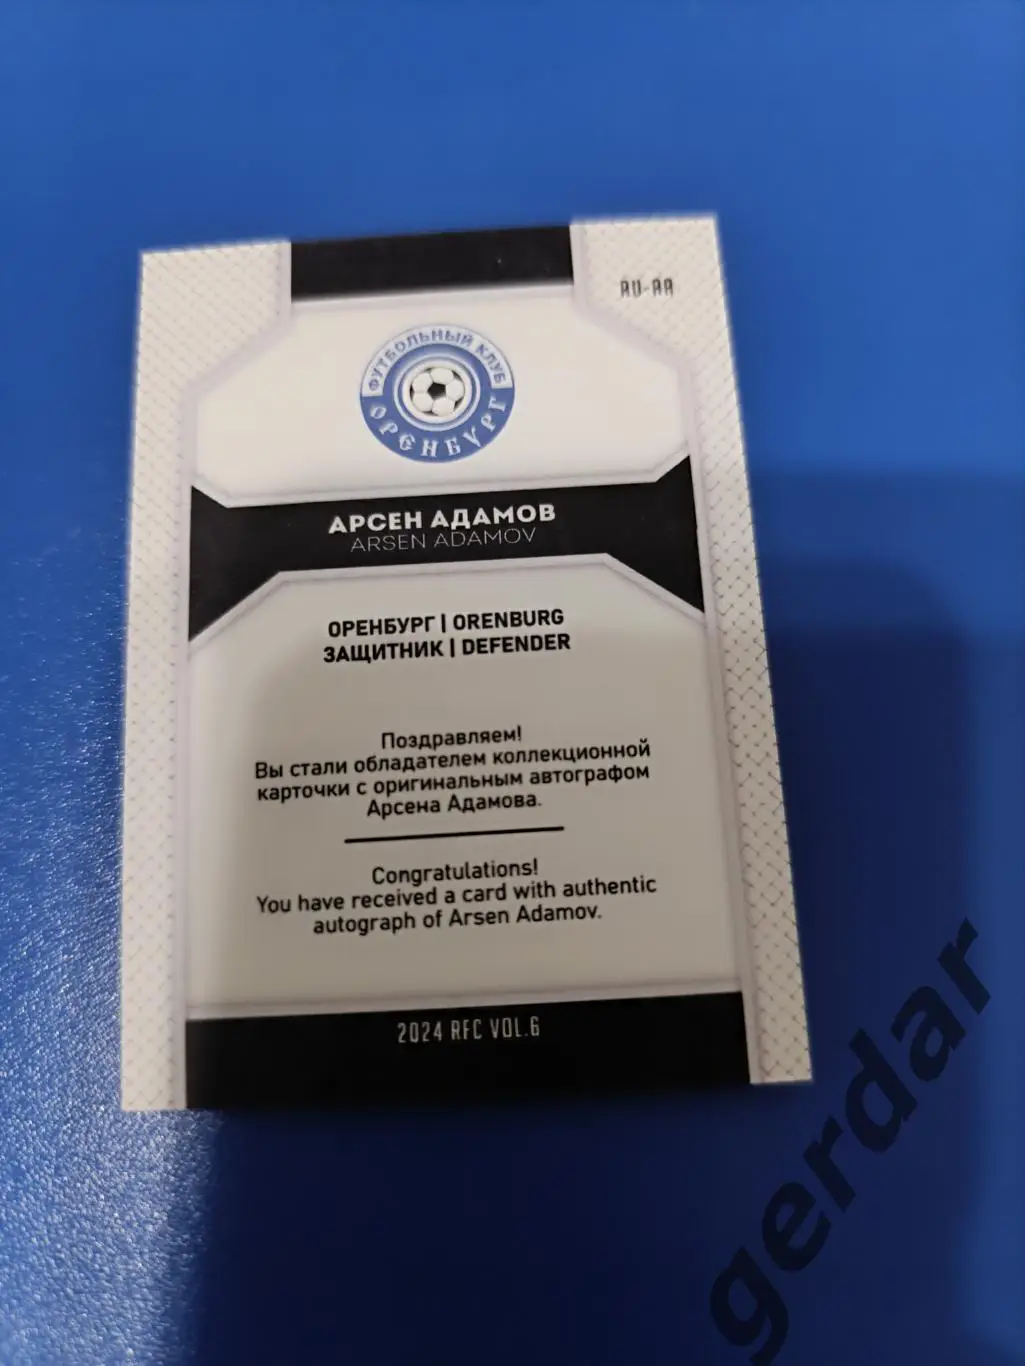 AU-AA
ФУТБОЛЬНЫЙ КЛУБ
ОРЕНБУРГ
АРСЕН АДАМОВ
ARSEN ADAMOV
ОРЕНБУРГ | ORENBURG
ЗАЩИТНИК | DEFENDER
Поздравляем!
Вы стали обладателем коллекционной
карточки с оригинальным автографом
Арсена Адамова.
Congratulations!
You have received a card with authentic
autograph of Arsen Adamov.
2024 RFC VOL.6
gerdar